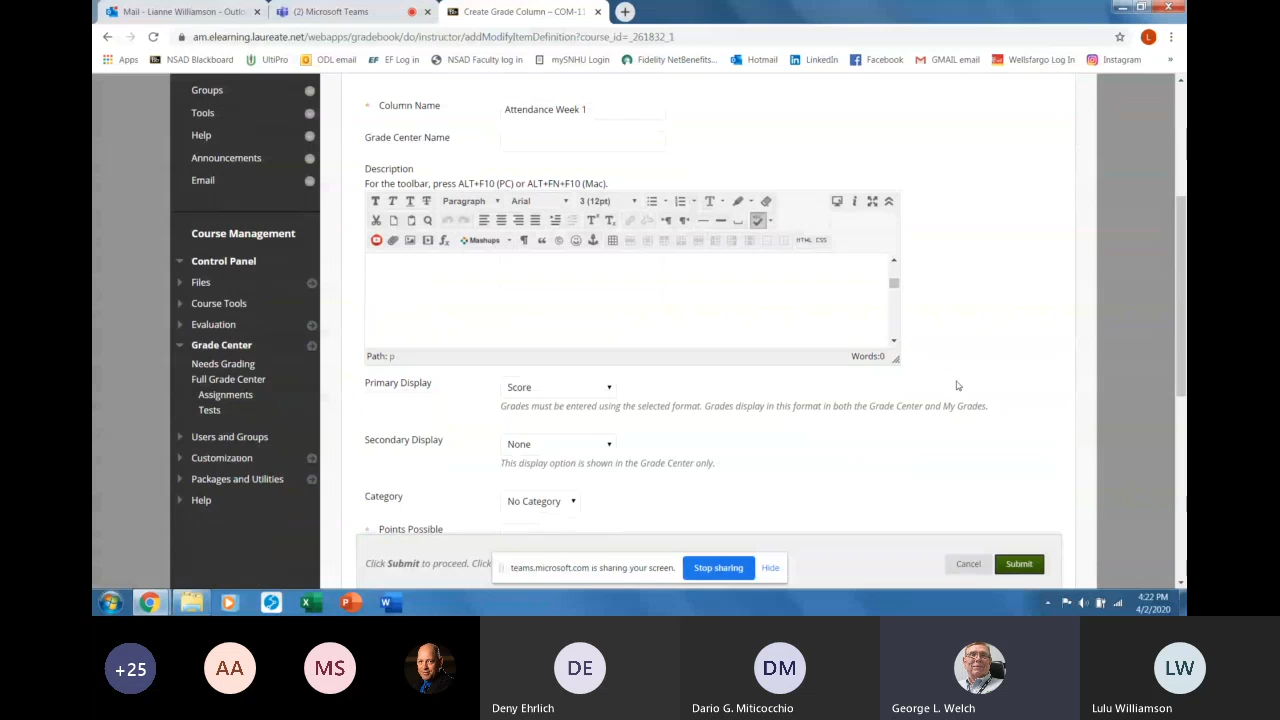 Mail - Lianne Williamson - Outlo
(2) Microsoft Teams
Create Grade Column – COM-11
am.elearning.laureate.net/webapps/gradebook/do/instructor/addModifyItemDefinition?course_id=_261832_1
L
Apps
NSAD Blackboard
UltiPro
ODL email
EF Log in
NSAD Faculty log in
mySNHU Login
Fidelity NetBenefits...
Hotmail
LinkedIn
Facebook
GMAIL email
Wellsfargo Log In
Instagram
»
Groups
Tools
Help
Announcements
Email
Course Management
Control Panel
Files
Course Tools
Evaluation
Grade Center
Needs Grading
Full Grade Center
Assignments
Tests
Users and Groups
Customization
Packages and Utilities
Help
* Column Name
Attendance Week 1
Grade Center Name
Description
For the toolbar, press ALT+F10 (PC) or ALT+FN+F10 (Mac).
T T T T Paragraph Arial 3 (12pt)
Mashups
HTML CSS
Path: p
Words:0
Primary Display
Score
Grades must be entered using the selected format. Grades display in this format in both the Grade Center and My Grades.
Secondary Display
None
This display option is shown in the Grade Center only.
Category
No Category
* Points Possible
Click Submit to proceed. Click
teams.microsoft.com is sharing your screen.
Stop sharing
Hide
Cancel
Submit
4:22 PM
4/2/2020
+25
AA
MS
DE
DM
LW
Deny Ehrlich
Dario G. Miticocchio
George L. Welch
Lulu Williamson